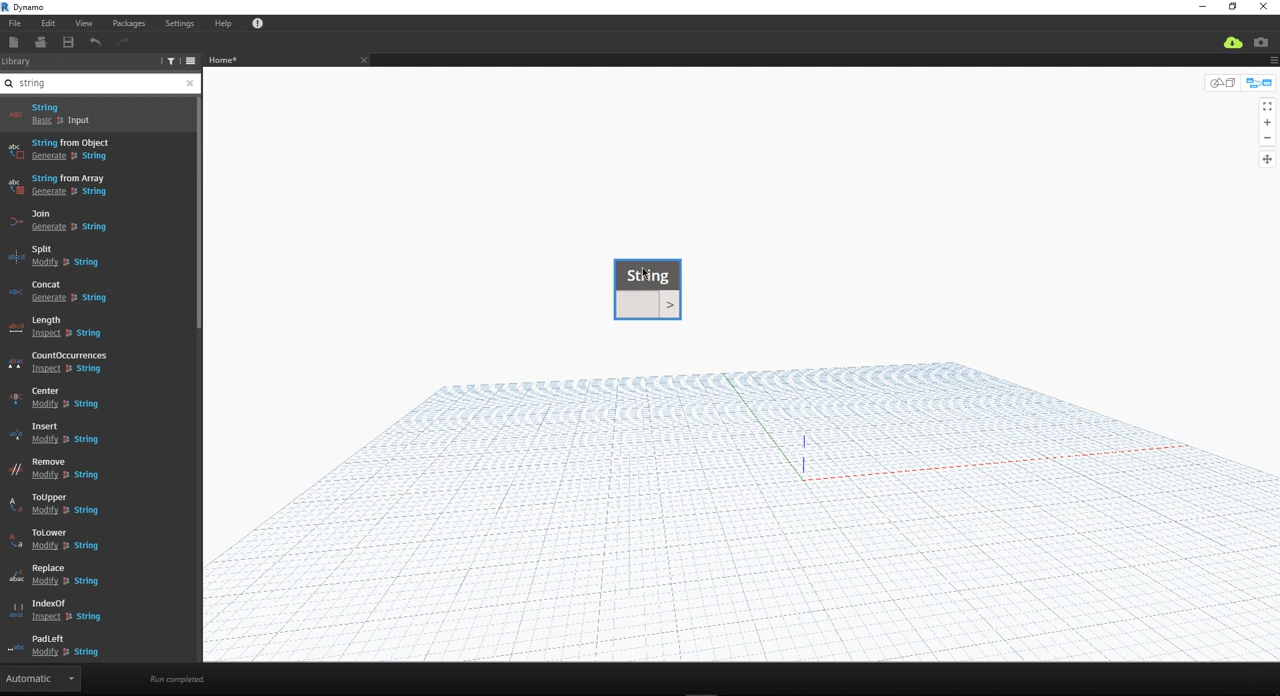 Dynamo
File Edit View Packages Settings Help
Library
Home*
string
String
Basic Input
String from Object
Generate String
String from Array
Generate String
Join
Generate String
Split
Modify String
Concat
Generate String
Length
Inspect String
CountOccurrences
Inspect String
Center
Modify String
Insert
Modify String
Remove
Modify String
ToUpper
Modify String
ToLower
Modify String
Replace
Modify String
IndexOf
Inspect String
PadLeft
Modify String
String
>
Automatic
Run completed.